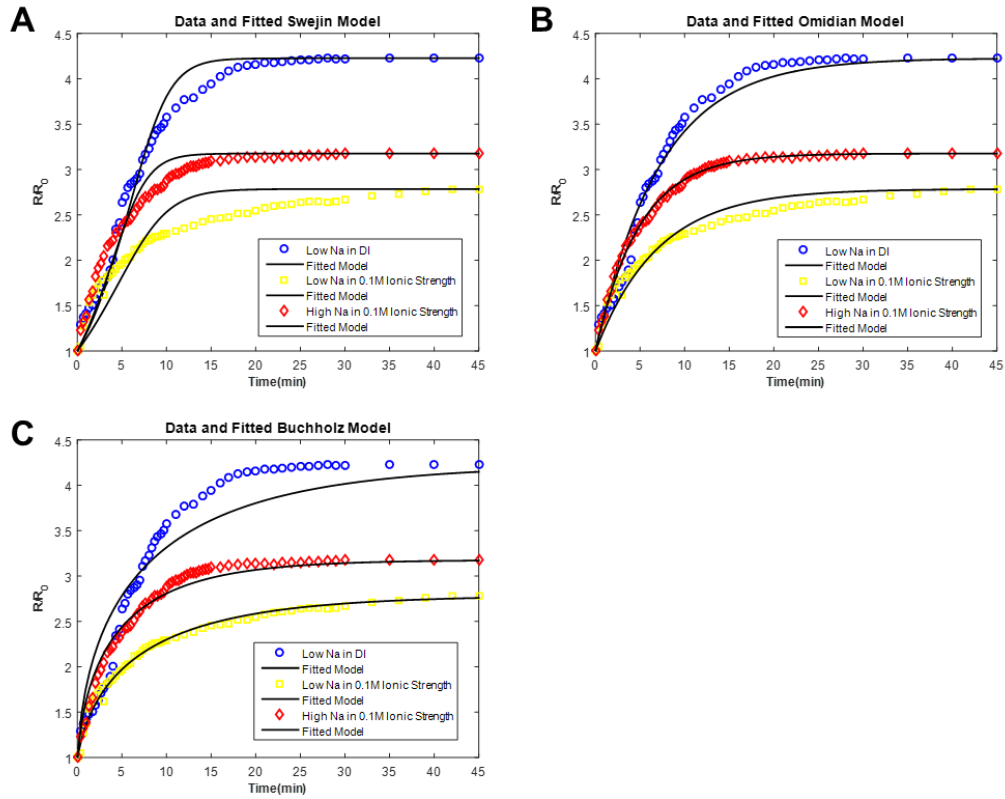 A
Data and Fitted Swejin Model
4.5
4
3.5
3
2.5
2
1.5
1
R/R0
0 5 10 15 20 25 30 35 40 45
Time(min)
Low Na in DI
Fitted Model
Low Na in 0.1M Ionic Strength
Fitted Model
High Na in 0.1M Ionic Strength
Fitted Model
B
Data and Fitted Omidian Model
4.5
4
3.5
3
2.5
2
1.5
1
R/R0
0 5 10 15 20 25 30 35 40 45
Time(min)
Low Na in DI
Fitted Model
Low Na in 0.1M Ionic Strength
Fitted Model
High Na in 0.1M Ionic Strength
Fitted Model
C
Data and Fitted Buchholz Model
4.5
4
3.5
3
2.5
2
1.5
1
R/R0
0 5 10 15 20 25 30 35 40 45
Time(min)
Low Na in DI
Fitted Model
Low Na in 0.1M Ionic Strength
Fitted Model
High Na in 0.1M Ionic Strength
Fitted Model